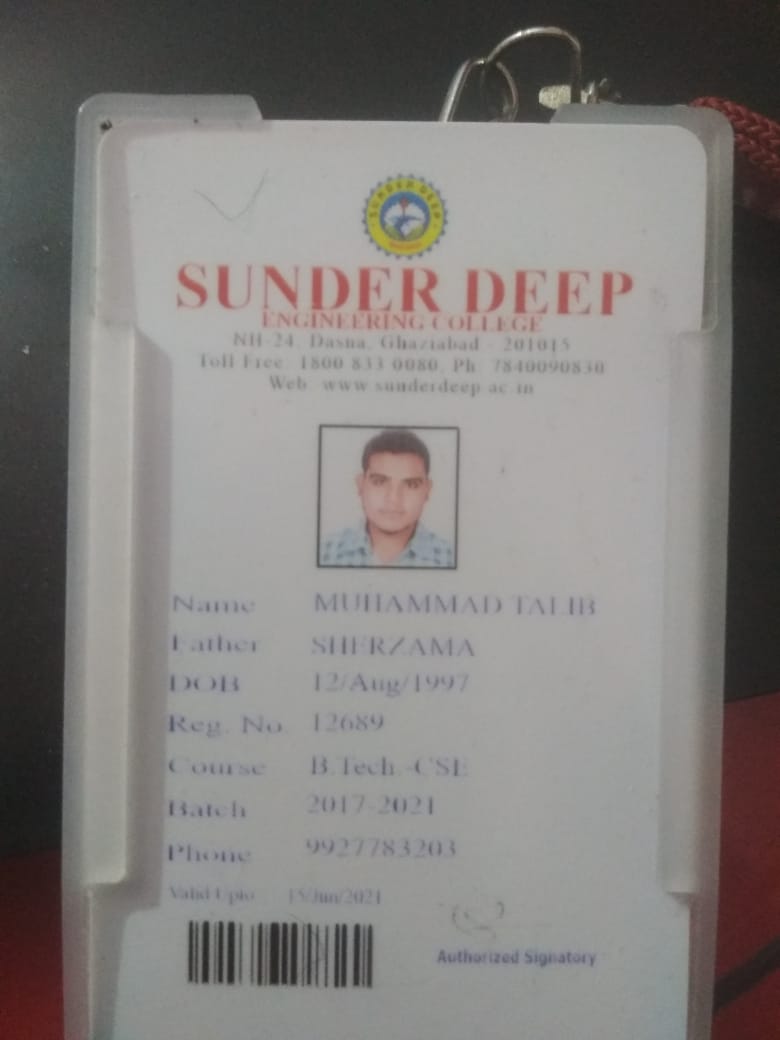 SUNDER DEEP
SUNDER DEEP
ENGINEERING COLLEGE
NH-24, Dasna, Ghaziabad - 201015
Toll Free: 1800 833 0080, Ph: 7840090830
Web: www.sunderdeep.ac.in
Name MUHAMMAD TALIB
Father SHERZAMA
DOB 12/Aug/1997
Reg. No. 12689
Course B.Tech.-CSE
Batch 2017-2021
Phone 9927783203
Valid Upto : 15/Jun/2021
Authorized Signatory